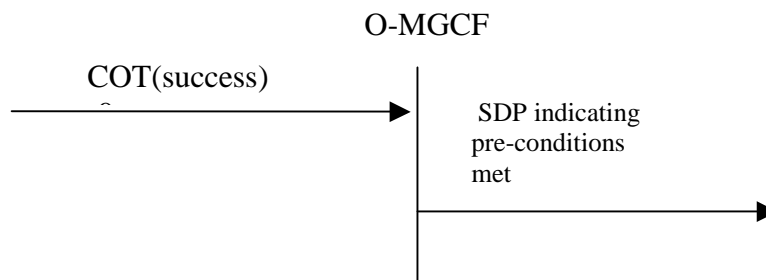 O-MGCF
COT(success)
SDP indicating
pre-conditions
met